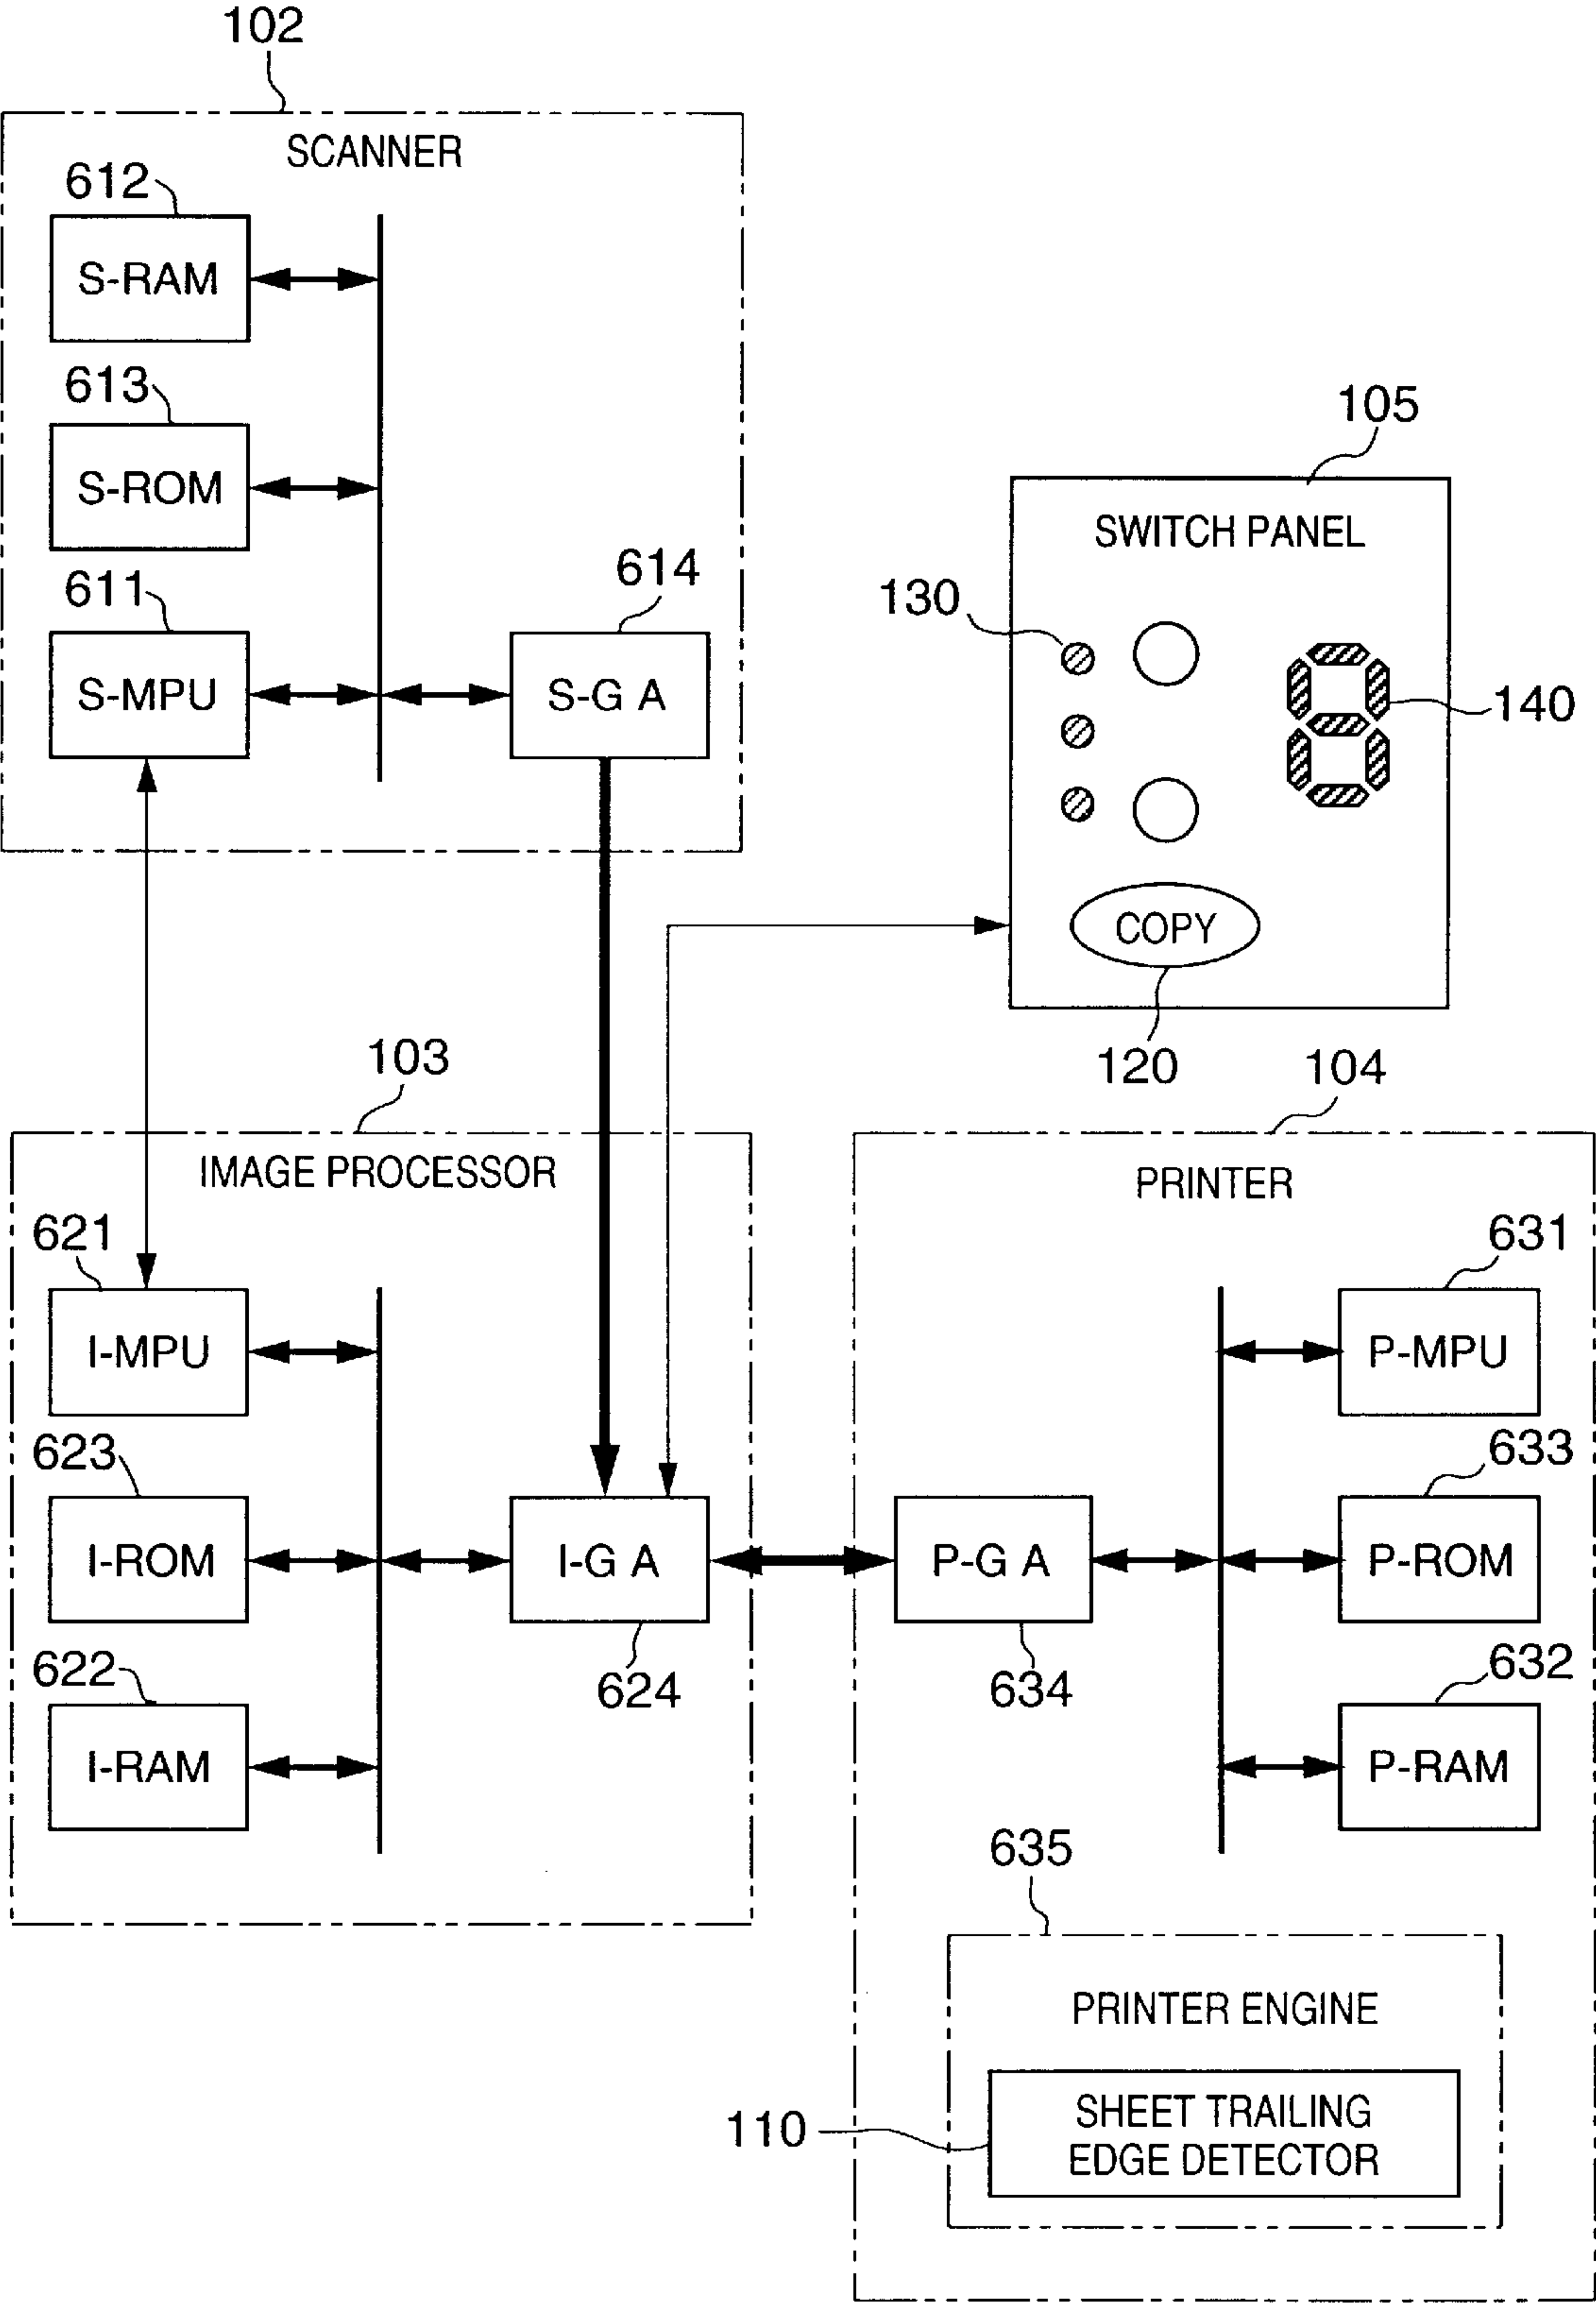 102
SCANNER
612
S-RAM
613
S-ROM
611
S-MPU
614
S-G A
105
SWITCH PANEL
130
140
COPY
120
103
IMAGE PROCESSOR
621
I-MPU
623
I-ROM
622
I-RAM
I-G A
624
104
PRINTER
631
P-MPU
633
P-ROM
P-G A
634
632
P-RAM
635
PRINTER ENGINE
110
SHEET TRAILING
EDGE DETECTOR